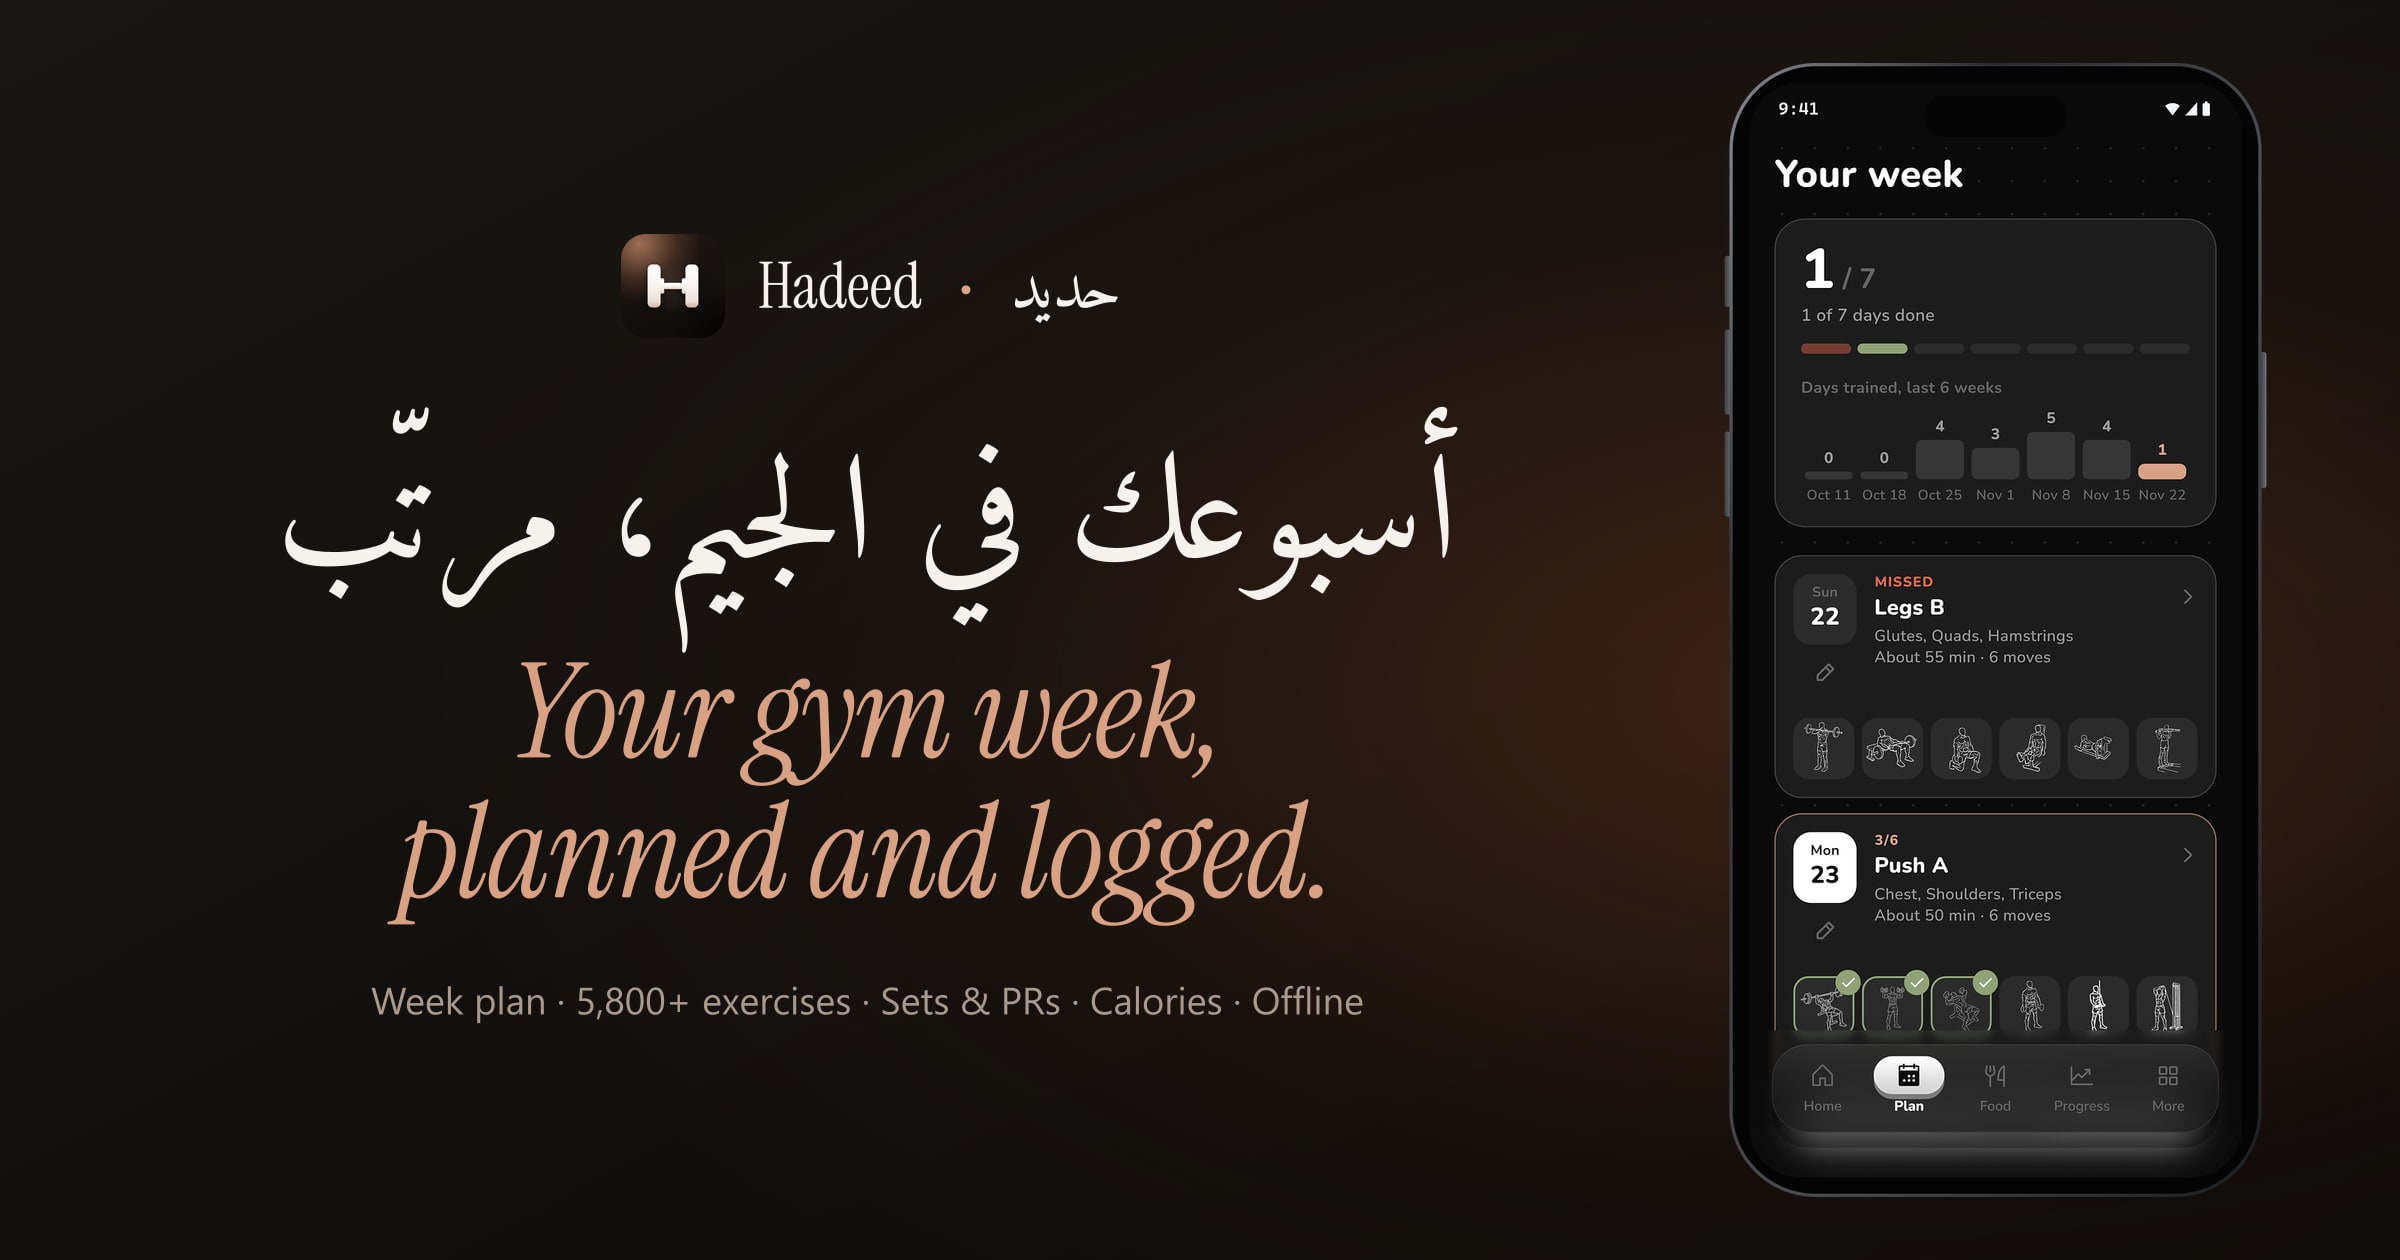 Hadeed · حديد
أسبوعك في الجيم، مرتّب
Your gym week,
planned and logged.
Week plan · 5,800+ exercises · Sets & PRs · Calories · Offline
9:41
Your week
1 / 7
1 of 7 days done
Days trained, last 6 weeks
0 0 4 3 5 4 1
Oct 11 Oct 18 Oct 25 Nov 1 Nov 8 Nov 15 Nov 22
Sun
22
MISSED
Legs B
Glutes, Quads, Hamstrings
About 55 min · 6 moves
Mon
23
3/6
Push A
Chest, Shoulders, Triceps
About 50 min · 6 moves
Home Plan Food Progress More